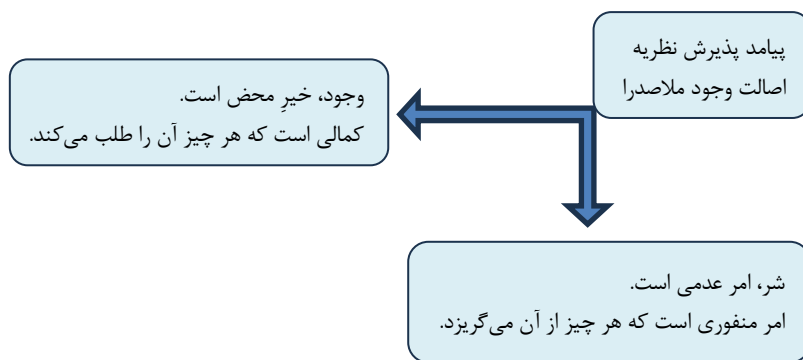 پیامد پذیرش نظریه
اصالت وجود ملاصدرا
وجود، خیرِ محض است.
کمالی است که هر چیز آن را طلب می‌کند.
شر، امر عدمی است.
امر منفوری است که هر چیز از آن می‌گریزد.